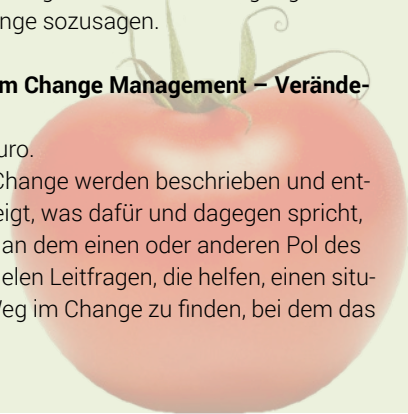 nge sozusagen.
m Change Management – Verände-
uro.
Change werden beschrieben und ent-
eigt, was dafür und dagegen spricht,
an dem einen oder anderen Pol des
elen Leitfragen, die helfen, einen situ-
Weg im Change zu finden, bei dem das